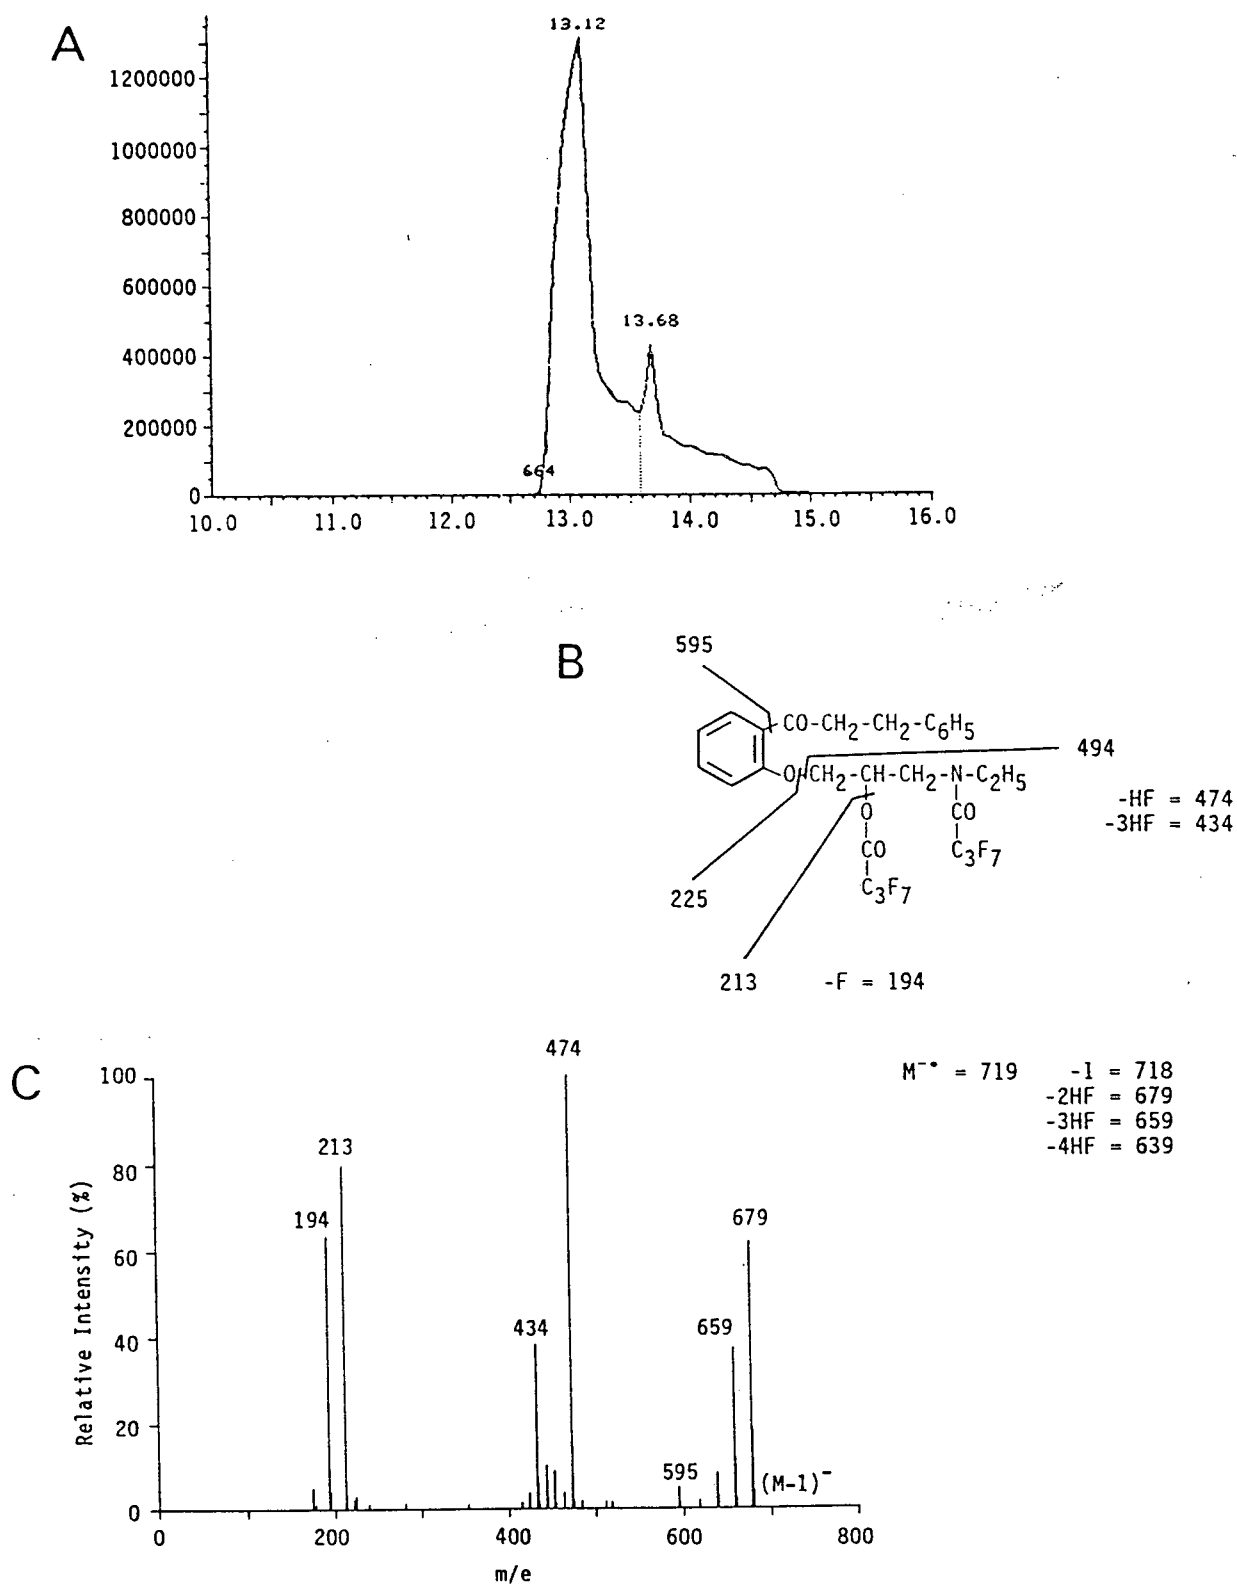 A
13.12
1200000
1000000
800000
600000
13.68
400000
200000
664
0
10.0 11.0 12.0 13.0 14.0 15.0 16.0
B
595
CO-CH2-CH2-C6H5
494
O CH2-CH-CH2-N-C2H5
-HF = 474
O CO
-3HF = 434
CO C3F7
C3F7
225
213 -F = 194
C
474
M-• = 719 -1 = 718
-2HF = 679
-3HF = 659
-4HF = 639
100
213
80
194
679
60
434
659
40
20
595
(M-1)-
0
0 200 400 600 800
Relative Intensity (%)
m/e